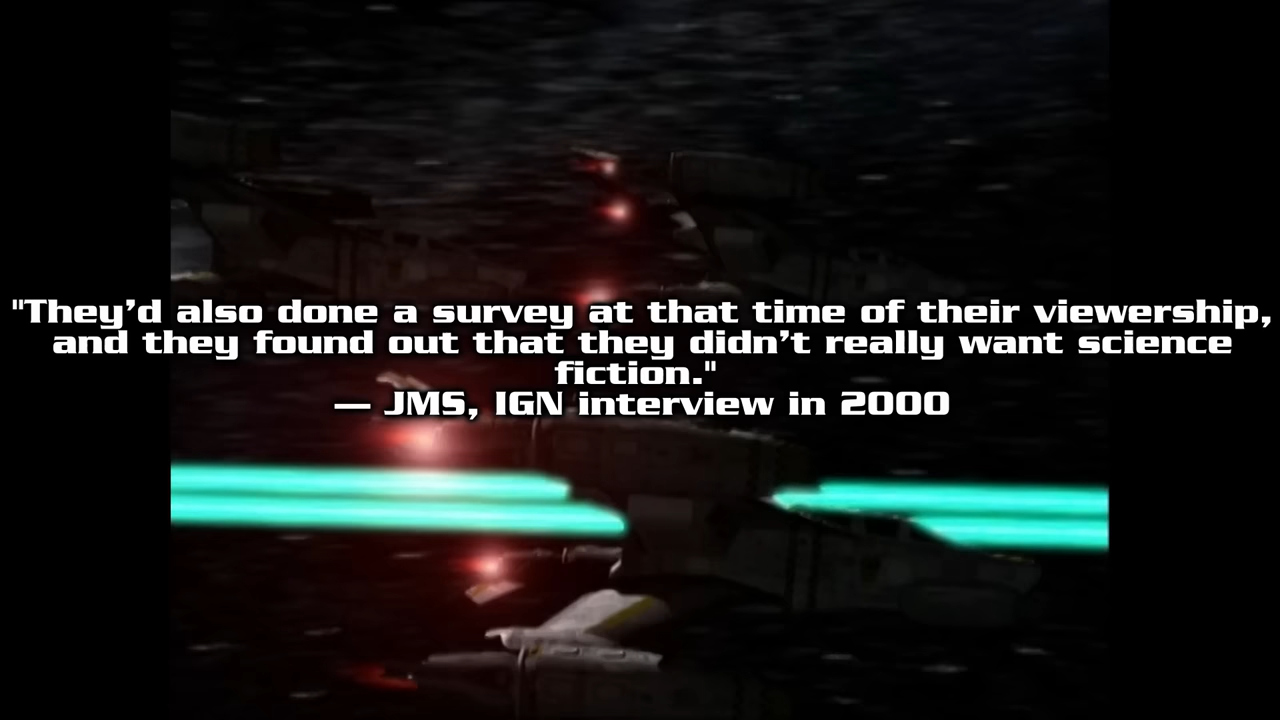 "They’d also done a survey at that time of their viewership,
and they found out that they didn’t really want science
fiction."
— JMS, IGN interview in 2000